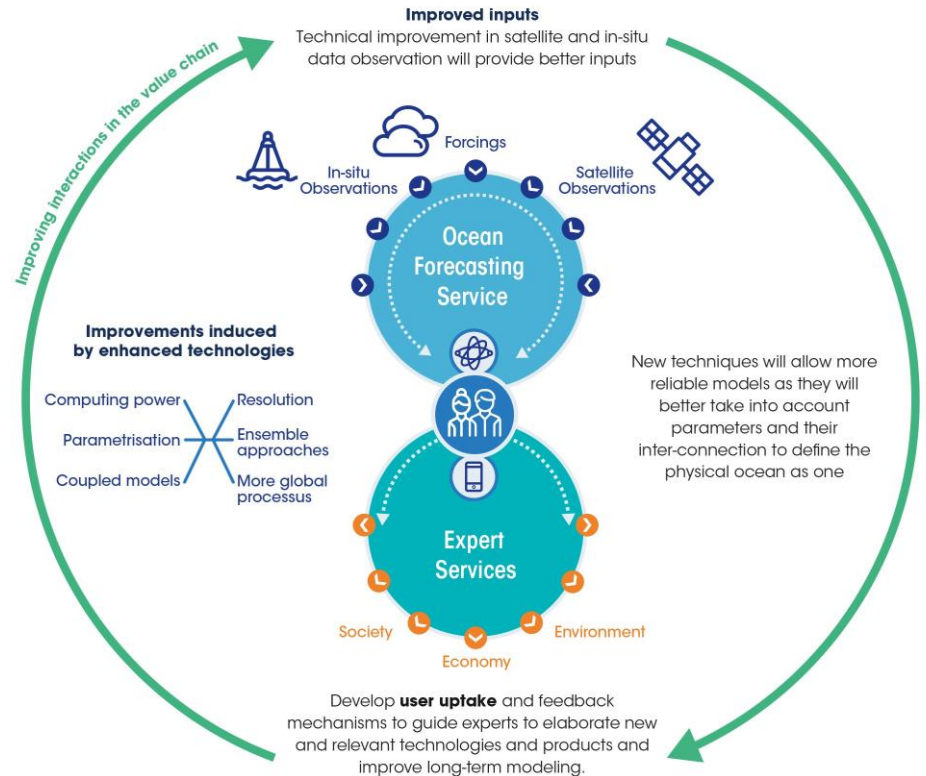 Improved inputs
Technical improvement in satellite and in-situ
data observation will provide better inputs
Improving interactions in the value chain
Forcings
In-situ
Observations
Satellite
Observations
Ocean
Forecasting
Service
Improvements induced
by enhanced technologies
Computing power
Resolution
Parametrisation
Ensemble
approaches
Coupled models
More global
processus
New techniques will allow more
reliable models as they will
better take into account
parameters and their
inter-connection to define the
physical ocean as one
Expert
Services
Society
Economy
Environment
Develop user uptake and feedback
mechanisms to guide experts to elaborate new
and relevant technologies and products and
improve long-term modeling.